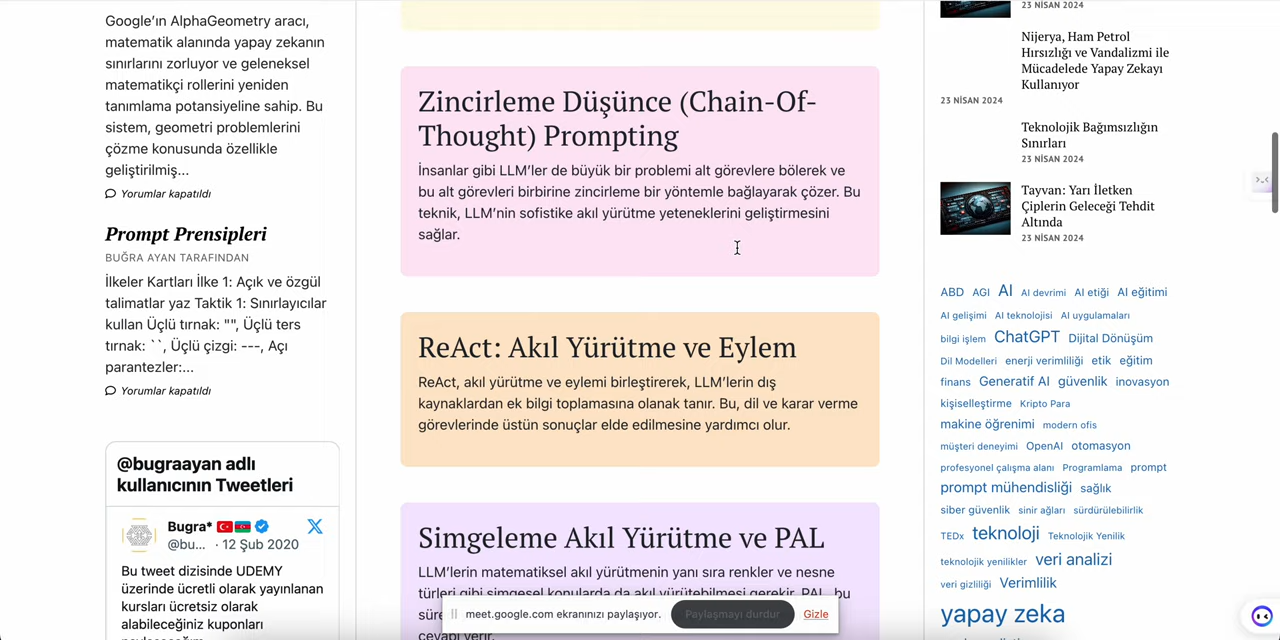 Google'ın AlphaGeometry aracı,
matematik alanında yapay zekanın
sınırlarını zorluyor ve geleneksel
matematikçi rollerini yeniden
tanımlama potansiyeline sahip. Bu
sistem, geometri problemlerini
çözme konusunda özellikle
geliştirilmiş...
Yorumlar kapatıldı
Prompt Prensipleri
BUĞRA AYAN TARAFINDAN
İlkeler Kartları İlke 1: Açık ve özgül
talimatlar yaz Taktik 1: Sınırlayıcılar
kullan Üçlü tırnak: "", Üçlü ters
tırnak: ``, Üçlü çizgi: ---, Açı
parantezler:...
Yorumlar kapatıldı
@bugraayan adlı
kullanıcının Tweetleri
Bugra*
@bu... · 12 Şub 2020
Bu tweet dizisinde UDEMY
üzerinde ücretli olarak yayınlanan
kursları ücretsiz olarak
alabileceğiniz kuponları
Zincirleme Düşünce (Chain-Of-
Thought) Prompting
İnsanlar gibi LLM'ler de büyük bir problemi alt görevlere bölerek ve
bu alt görevleri birbirine zincirleme bir yöntemle bağlayarak çözer. Bu
teknik, LLM'nin sofistike akıl yürütme yeteneklerini geliştirmesini
sağlar.
ReAct: Akıl Yürütme ve Eylem
ReAct, akıl yürütme ve eylemi birleştirerek, LLM'lerin dış
kaynaklardan ek bilgi toplamasına olanak tanır. Bu, dil ve karar verme
görevlerinde üstün sonuçlar elde edilmesine yardımcı olur.
Simgeleme Akıl Yürütme ve PAL
LLM'lerin matematiksel akıl yürütmenin yanı sıra renkler ve nesne
türleri gibi simgesel konularda da akıl yürütebilmesi gerekir. PAL, bu
cevabı verir.
meet.google.com ekranınızı paylaşıyor.
Paylaşmayı durdur
Gizle
23 NİSAN 2024
Nijerya, Ham Petrol
Hırsızlığı ve Vandalizmi ile
Mücadelede Yapay Zekayı
Kullanıyor
23 NİSAN 2024
Teknolojik Bağımsızlığın
Sınırları
23 NİSAN 2024
Tayvan: Yarı İletken
Çiplerin Geleceği Tehdit
Altında
23 NİSAN 2024
ABD AGI AI AI devrimi AI etiği AI eğitimi
AI gelişimi AI teknolojisi AI uygulamaları
bilgi işlem ChatGPT Dijital Dönüşüm
Dil Modelleri enerji verimliliği etik eğitim
finans Generatif AI güvenlik inovasyon
kişiselleştirme Kripto Para
makine öğrenimi modern ofis
müşteri deneyimi OpenAI otomasyon
profesyonel çalışma alanı Programlama prompt
prompt mühendisliği sağlık
siber güvenlik sinir ağları sürdürülebilirlik
TEDx teknoloji Teknolojik Yenilik
teknolojik yenilikler veri analizi
veri gizliliği Verimlilik
yapay zeka